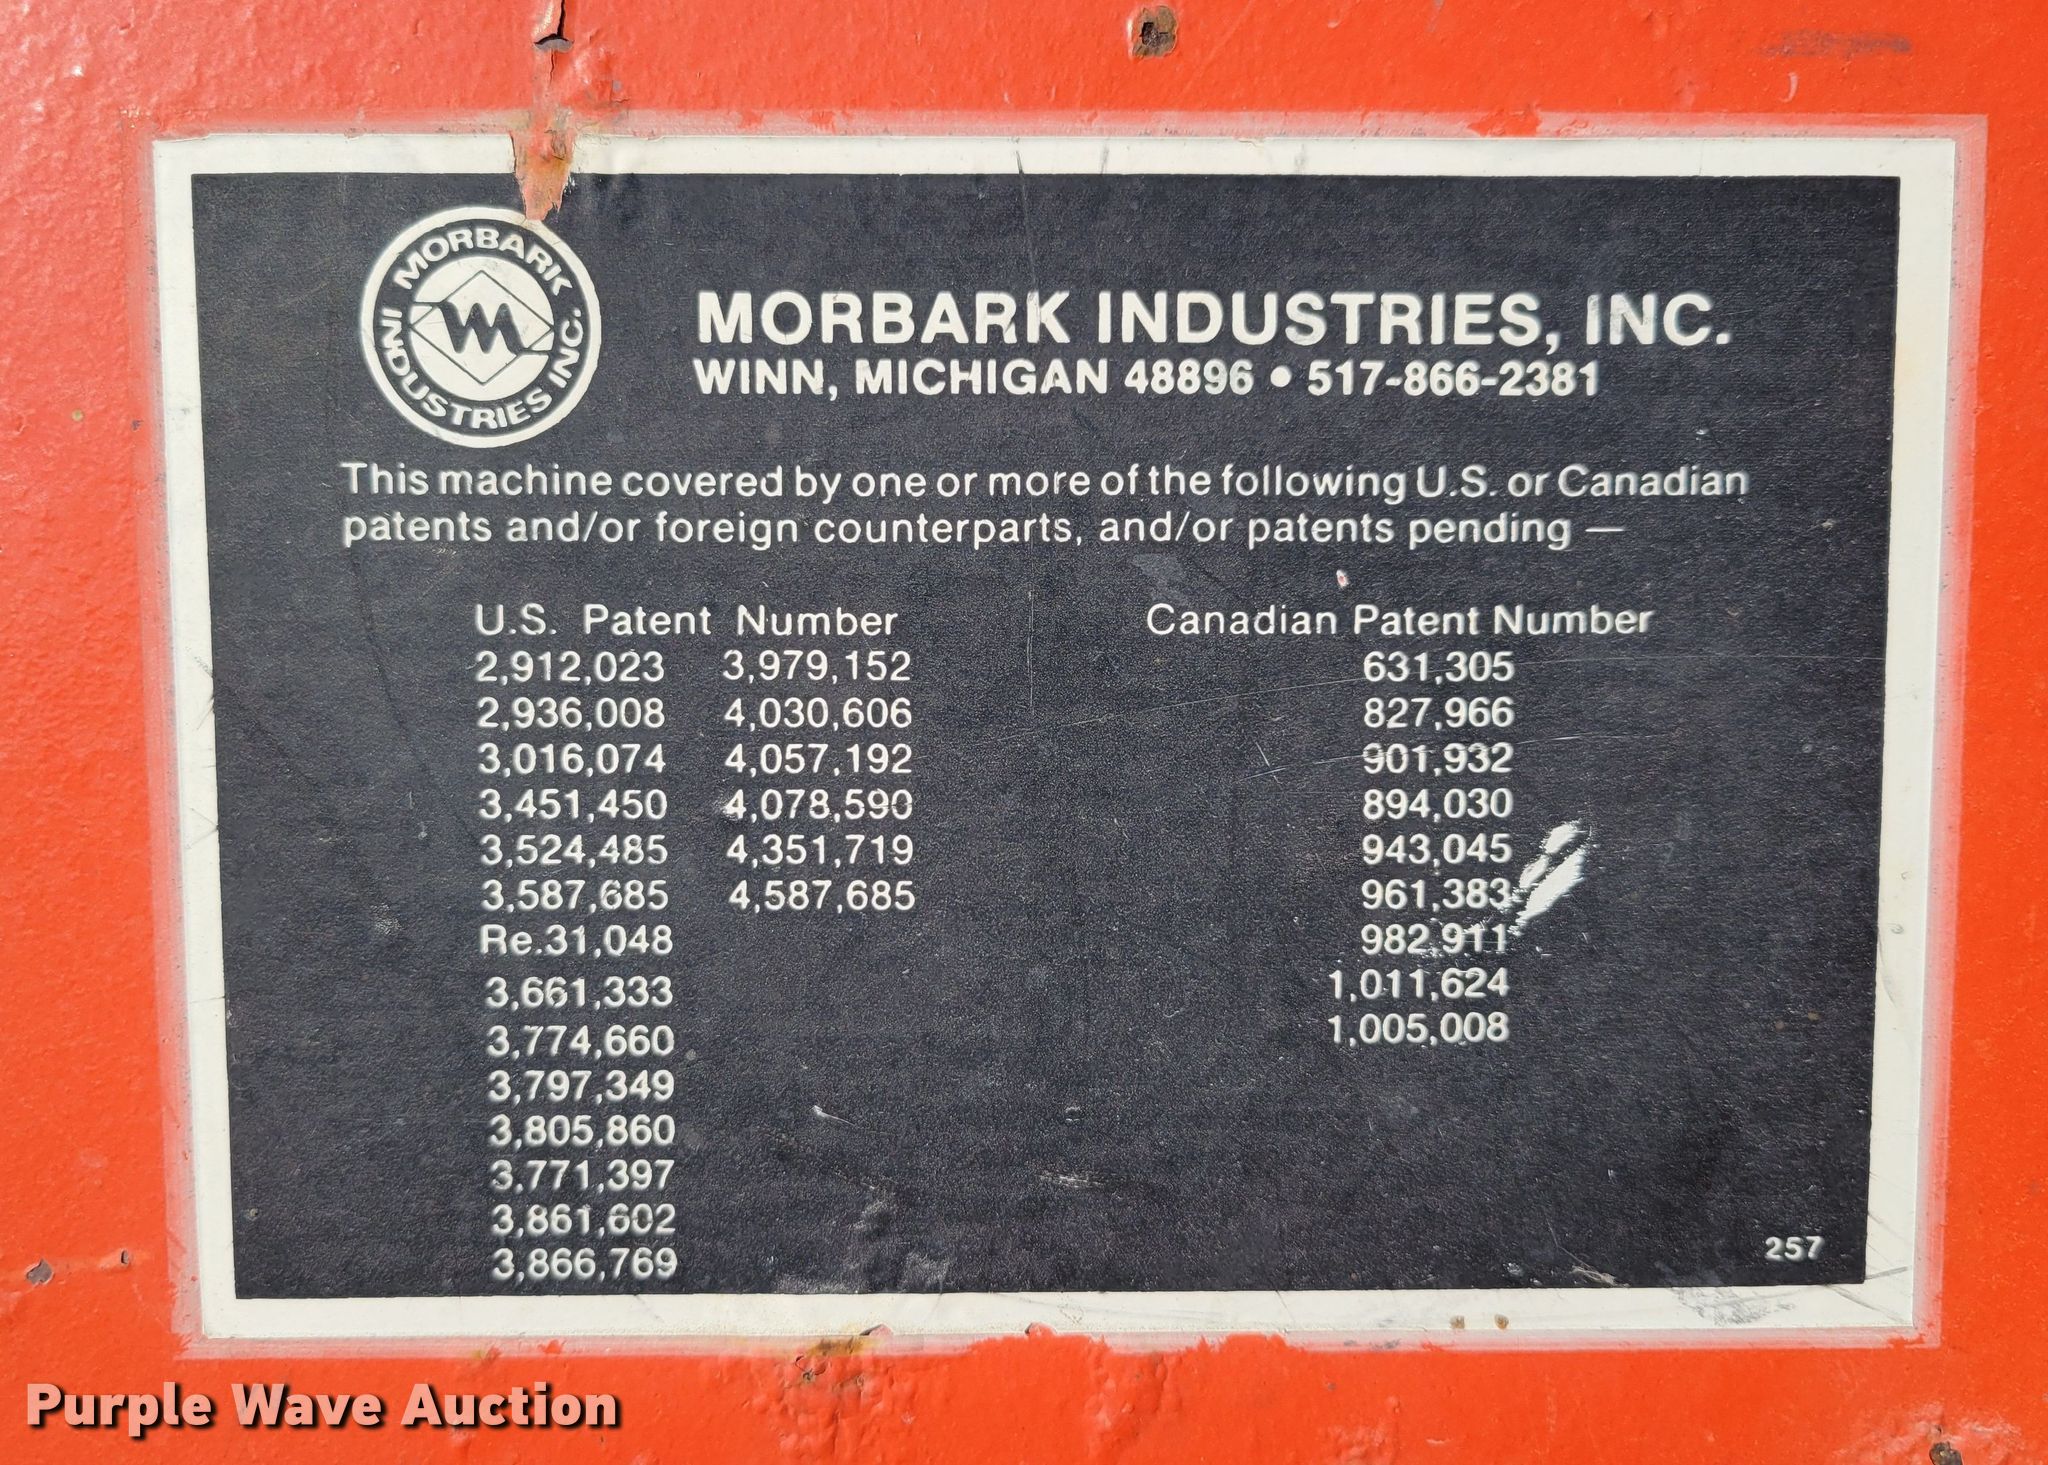 MORBARK
INDUSTRIES INC.
MORBARK INDUSTRIES, INC.
WINN, MICHIGAN 48896 • 517-866-2381
This machine covered by one or more of the following U.S. or Canadian
patents and/or foreign counterparts, and/or patents pending —
U.S. Patent Number
2,912,023 3,979,152
2,936,008 4,030,606
3,016,074 4,057,192
3,451,450 4,078,590
3,524,485 4,351,719
3,587,685 4,587,685
Re.31,048
3,661,333
3,774,660
3,797,349
3,805,860
3,771,397
3,861,602
3,866,769
Canadian Patent Number
631,305
827,966
901,932
894,030
943,045
961,383
982,911
1,011,624
1,005,008
257
Purple Wave Auction